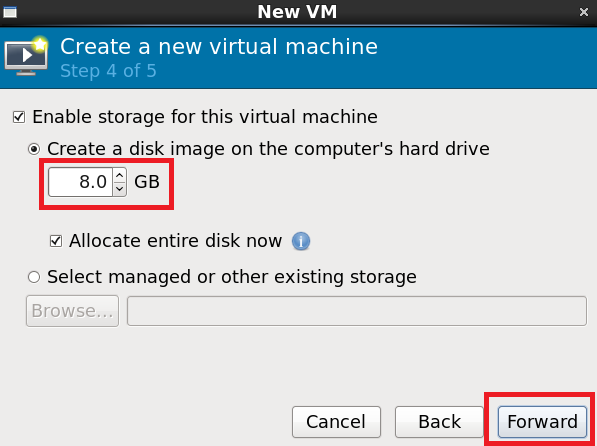 New VM
Create a new virtual machine
Step 4 of 5
Enable storage for this virtual machine
Create a disk image on the computer's hard drive
8.0 GB
Allocate entire disk now
Select managed or other existing storage
Browse...
Cancel Back Forward